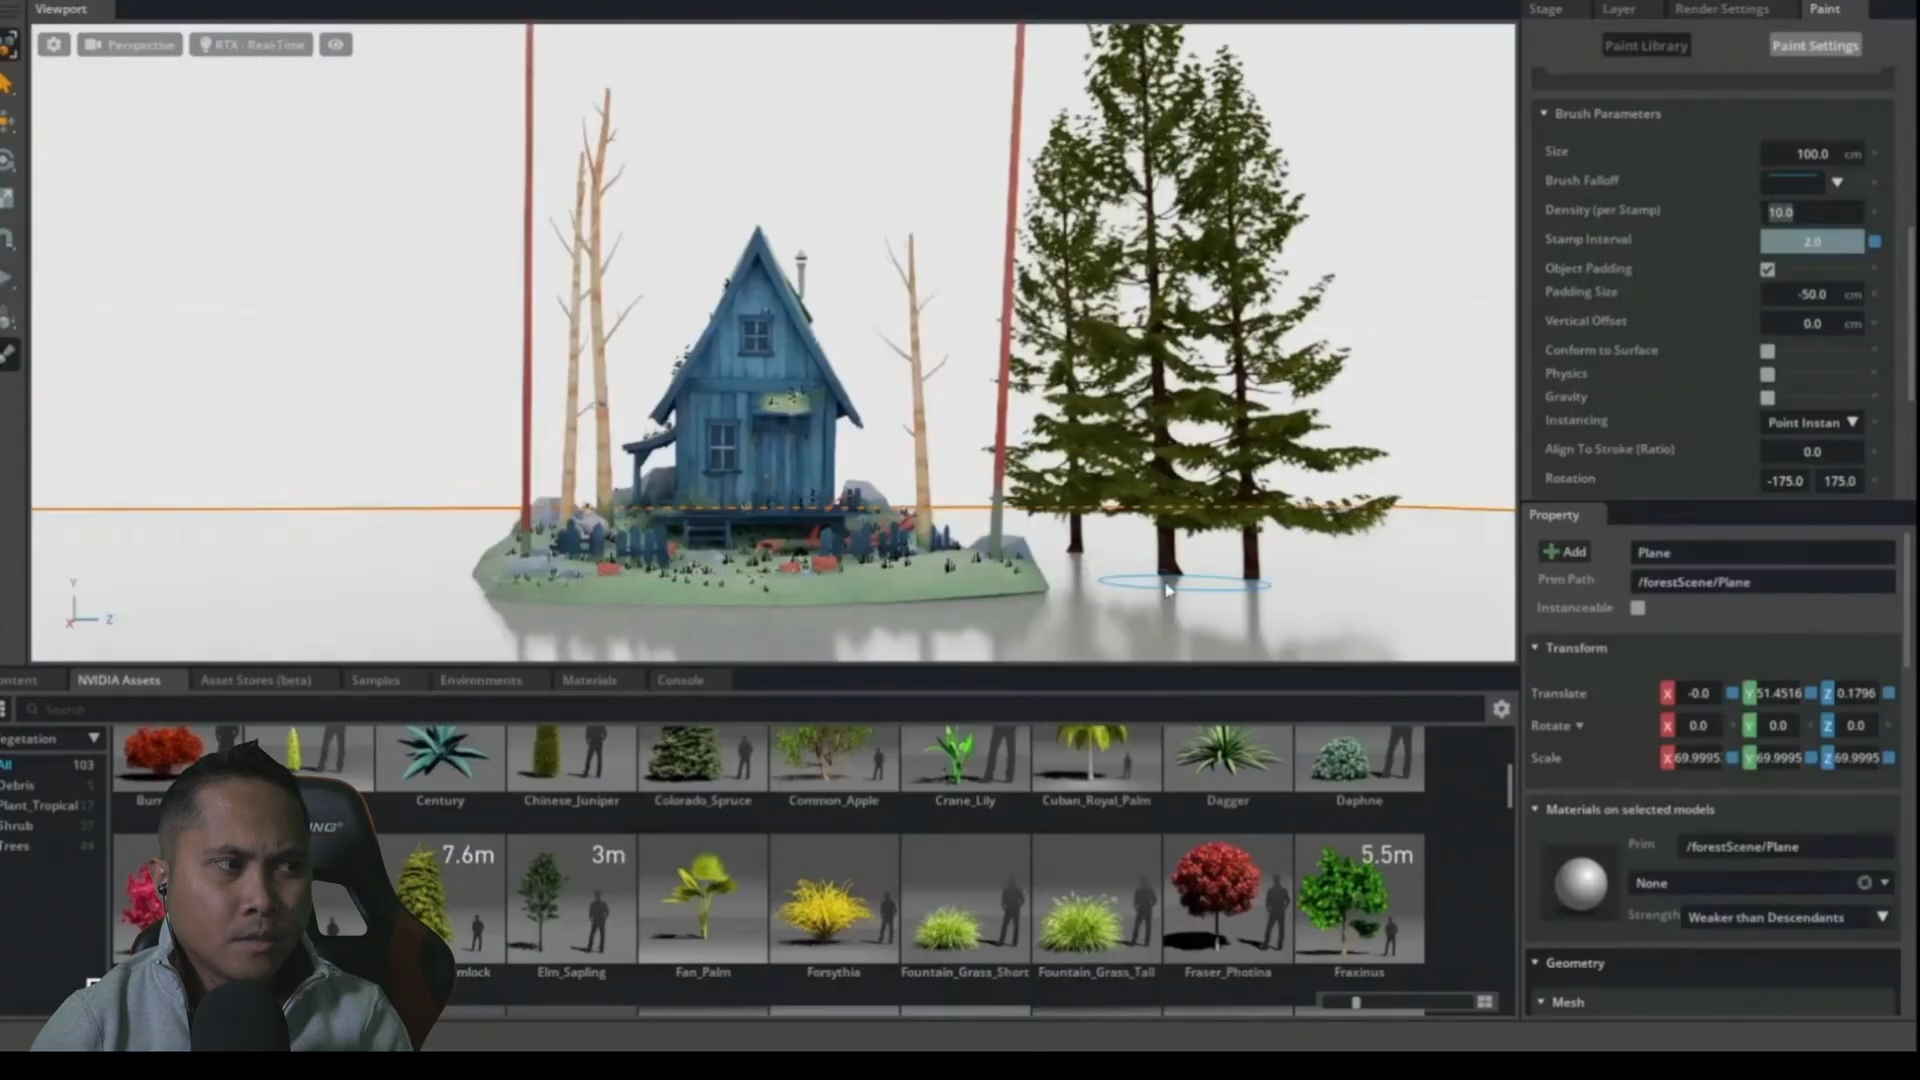 Viewport
Stage Layer Render Settings Paint
Perspective RTX - Real-Time
Paint Library Paint Settings
Brush Parameters
Size 100.0 cm
Brush Falloff
Density (per Stamp) 10.0
Stamp Interval 2.0
Object Padding
Padding Size -50.0 cm
Vertical Offset 0.0 cm
Conform to Surface
Physics
Gravity
Instancing Point Instan
Align To Stroke (Ratio) 0.0
Rotation -175.0 175.0
Y
X Z
Property
Add Plane
Prim Path /forestScene/Plane
Instanceable
Transform
Translate X -0.0 Y 51.4516 Z 0.1796
Rotate X 0.0 Y 0.0 Z 0.0
Scale X 69.9995 Y 69.9995 Z 69.9995
Materials on selected models
Prim /forestScene/Plane
None
Strength Weaker than Descendants
Geometry
Mesh
ontent NVIDIA Assets Asset Stores (beta) Samples Environments Materials Console
Search
egetation
All 103
Debris 5
Plant_Tropical 17
Shrub 37
Trees 44
Century Chinese_Juniper Colorado_Spruce Common_Apple Crane_Lily Cuban_Royal_Palm Dagger Daphne
7.6m 3m 5.5m
mlock Elm_Sapling Fan_Palm Forsythia Fountain_Grass_Short Fountain_Grass_Tall Fraser_Photina Fraxinus